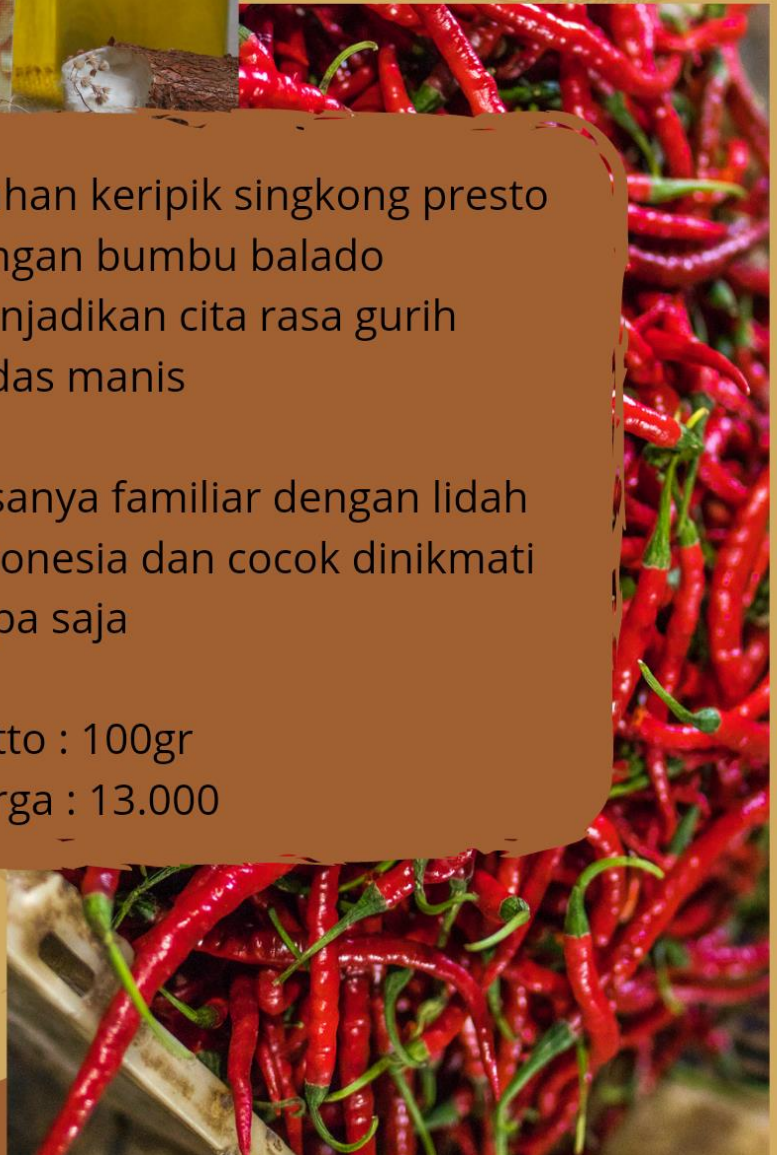 han keripik singkong presto
ngan bumbu balado
njadikan cita rasa gurih
das manis
sanya familiar dengan lidah
onesia dan cocok dinikmati
pa saja
tto : 100gr
rga : 13.000